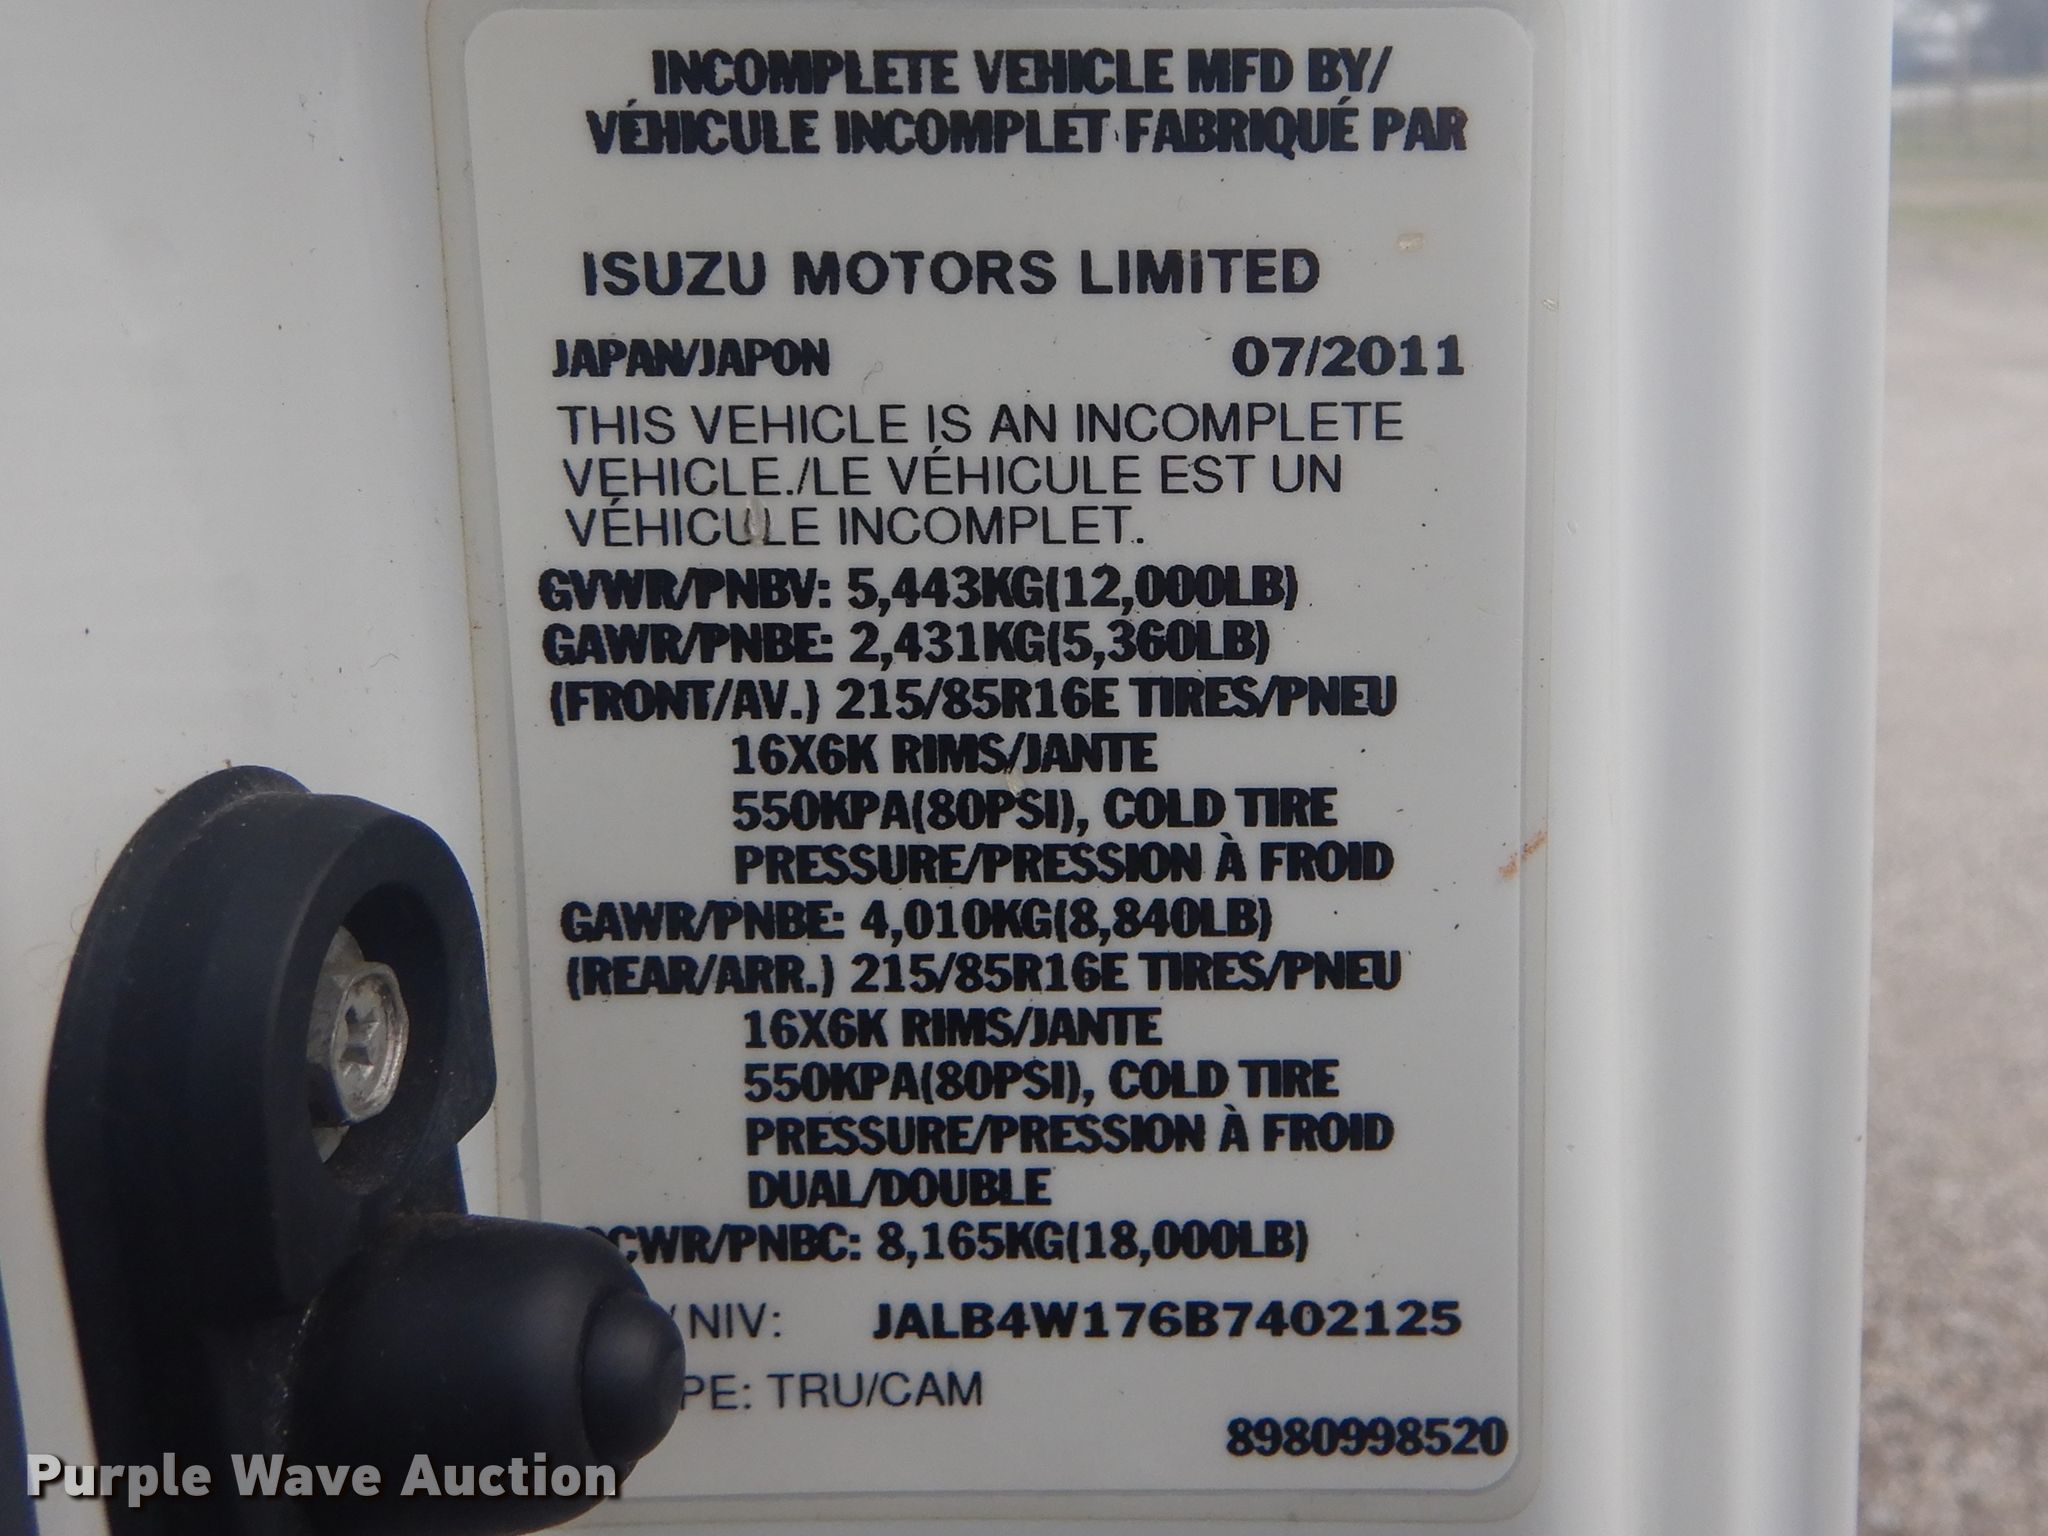 INCOMPLETE VEHICLE MFD BY/
VÉHICULE INCOMPLET FABRIQUÉ PAR
ISUZU MOTORS LIMITED
JAPAN/JAPON 07/2011
THIS VEHICLE IS AN INCOMPLETE
VEHICLE./LE VÉHICULE EST UN
VÉHICULE INCOMPLET.
GVWR/PNBV: 5,443KG(12,000LB)
GAWR/PNBE: 2,431KG(5,360LB)
(FRONT/AV.) 215/85R16E TIRES/PNEU
16X6K RIMS/JANTE
550KPA(80PSI), COLD TIRE
PRESSURE/PRESSION À FROID
GAWR/PNBE: 4,010KG(8,840LB)
(REAR/ARR.) 215/85R16E TIRES/PNEU
16X6K RIMS/JANTE
550KPA(80PSI), COLD TIRE
PRESSURE/PRESSION À FROID
DUAL/DOUBLE
CWR/PNBC: 8,165KG(18,000LB)
/ NIV: JALB4W176B7402125
PE: TRU/CAM
8980998520
Purple Wave Auction